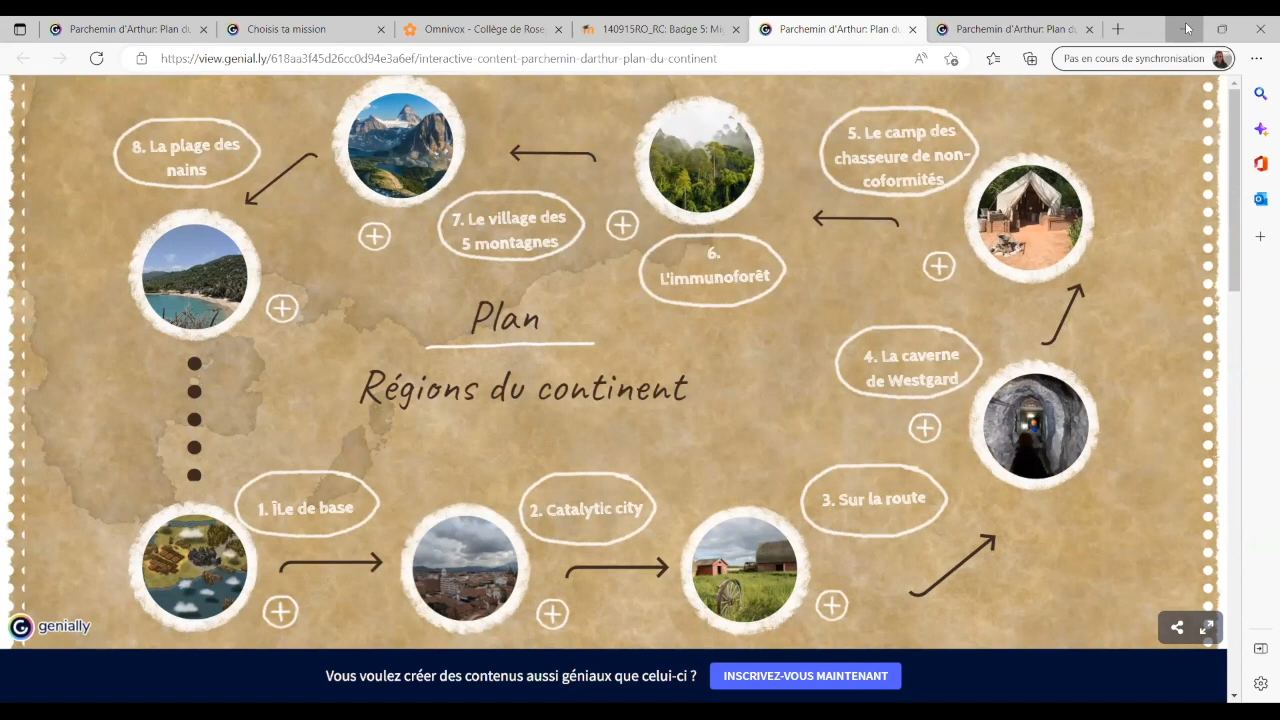 Parchemin d'Arthur: Plan du
Choisis ta mission
Omnivox - Collège de Rose
140915RO_RC: Badge 5: Mi
Parchemin d'Arthur: Plan du
Parchemin d'Arthur: Plan du
https://view.genial.ly/618aa3f45d26cc0d94e3a6ef/interactive-content-parchemin-darthur-plan-du-continent
Pas en cours de synchronisation
8. La plage des
nains
7. Le village des
5 montagnes
6.
L'immunoforêt
5. Le camp des
chasseure de non-
coformités
Plan
Régions du continent
4. La caverne
de Westgard
1. ÎLe de base
2. Catalytic city
3. Sur la route
genially
Vous voulez créer des contenus aussi géniaux que celui-ci ?
INSCRIVEZ-VOUS MAINTENANT